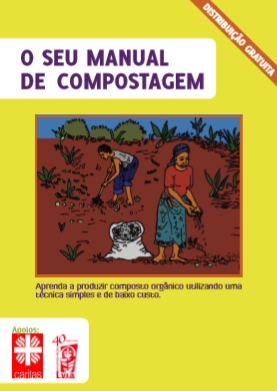 DISTRIBUIÇÃO GRATUITA
O SEU MANUAL
DE COMPOSTAGEM
Aprenda a produzir composto orgânico utilizando uma
técnica simples e de baixo custo.
Apoios:
40
caritas